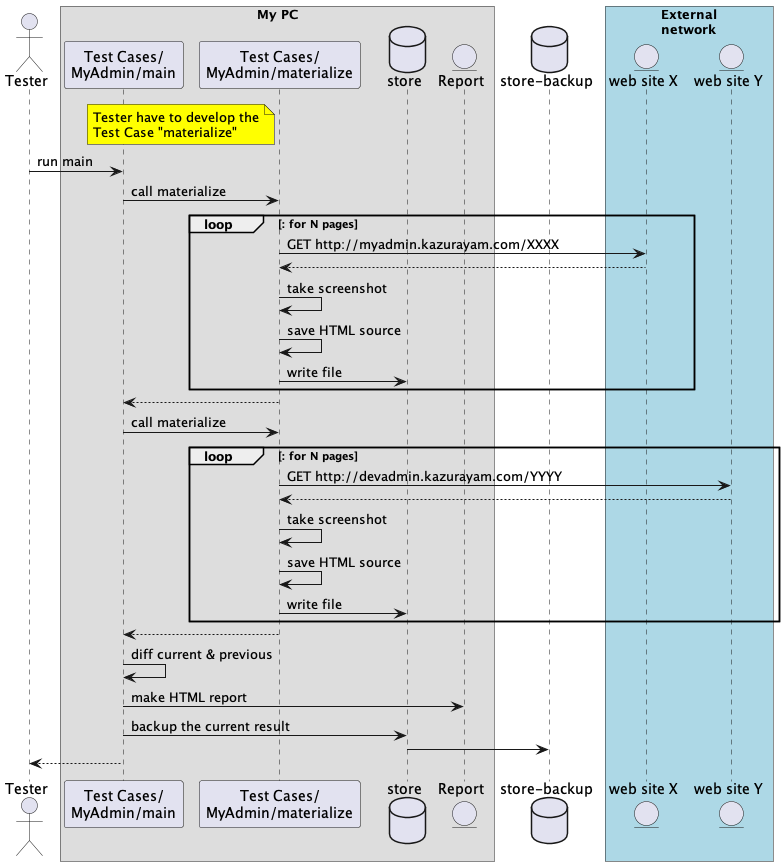 My PC
External
network
Tester
Test Cases/
MyAdmin/main
Test Cases/
MyAdmin/materialize
store
Report
store-backup
web site X
web site Y
Tester have to develop the
Test Case "materialize"
run main
call materialize
loop
[: for N pages]
GET http://myadmin.kazurayam.com/XXXX
take screenshot
save HTML source
write file
call materialize
loop
[: for N pages]
GET http://devadmin.kazurayam.com/YYYY
take screenshot
save HTML source
write file
diff current & previous
make HTML report
backup the current result
Tester
Test Cases/
MyAdmin/main
Test Cases/
MyAdmin/materialize
store
Report
store-backup
web site X
web site Y